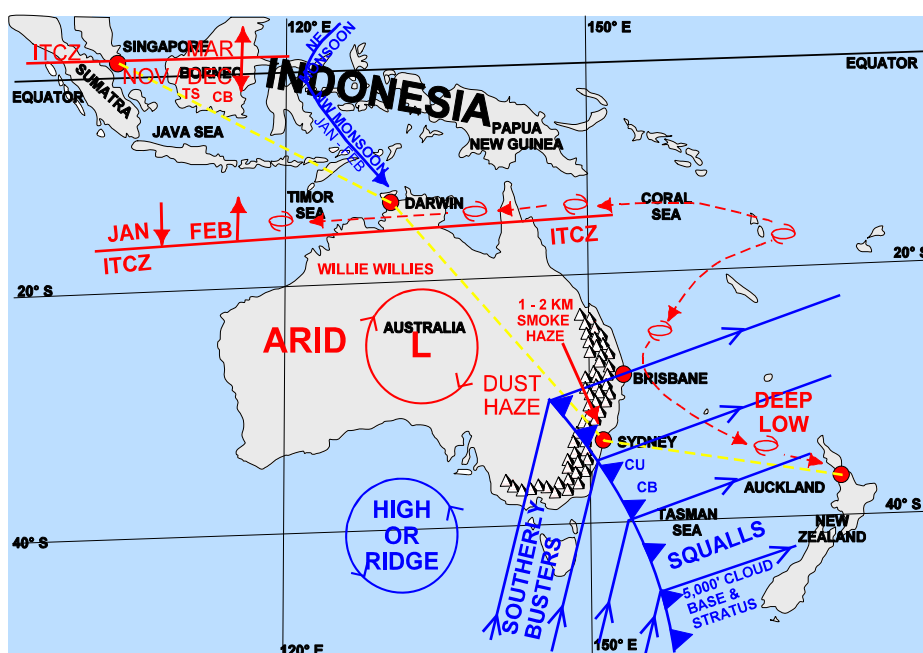 120° E
150° E
NE
MONSOON
ITCZ
SINGAPORE
MAR
BORNEO
NOV / DEC
TS CB
SUMATRA
EQUATOR
EQUATOR
INDONESIA
JAVA SEA
NW MONSOON
JAN - FEB
PAPUA
NEW GUINEA
TIMOR
SEA
DARWIN
CORAL
SEA
JAN FEB
ITCZ
ITCZ
20° S
20° S
WILLIE WILLIES
1 - 2 KM
SMOKE
HAZE
AUSTRALIA
L
ARID
DUST
HAZE
BRISBANE
DEEP
LOW
SYDNEY
CU
CB
AUCKLAND
HIGH
OR
RIDGE
TASMAN
SEA
NEW
ZEALAND
40° S
40° S
SOUTHERLY
BUSTERS
SQUALLS
5,000' CLOUD
BASE &
STRATUS
120° E
150° E